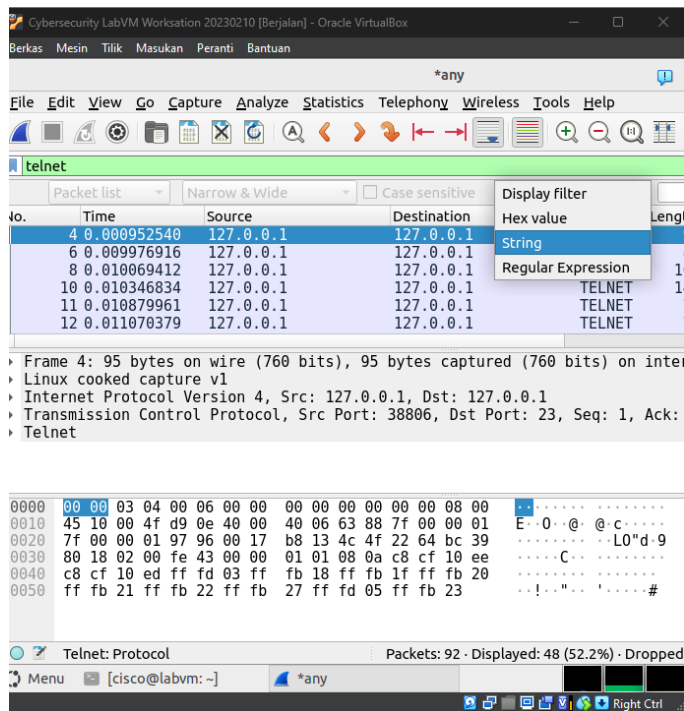 Cybersecurity LabVM Worksation 20230210 [Berjalan] - Oracle VirtualBox
Berkas Mesin Tilik Masukan Peranti Bantuan
*any
File Edit View Go Capture Analyze Statistics Telephony Wireless Tools Help
telnet
Packet list Narrow & Wide Case sensitive
Display filter
Hex value
String
Regular Expression
No. Time Source Destination Lengt
4 0.000952540 127.0.0.1 127.0.0.1
6 0.009976916 127.0.0.1 127.0.0.1
8 0.010069412 127.0.0.1 127.0.0.1 1
10 0.010346834 127.0.0.1 127.0.0.1 TELNET 1
11 0.010879961 127.0.0.1 127.0.0.1 TELNET
12 0.011070379 127.0.0.1 127.0.0.1 TELNET
Frame 4: 95 bytes on wire (760 bits), 95 bytes captured (760 bits) on inter
Linux cooked capture v1
Internet Protocol Version 4, Src: 127.0.0.1, Dst: 127.0.0.1
Transmission Control Protocol, Src Port: 38806, Dst Port: 23, Seq: 1, Ack:
Telnet
0000 00 00 03 04 00 06 00 00 00 00 00 00 00 00 08 00 ········ ········
0010 45 10 00 4f d9 0e 40 00 40 06 63 88 7f 00 00 01 E··O··@· @·c·····
0020 7f 00 00 01 97 96 00 17 b8 13 4c 4f 22 64 bc 39 ········ ··LO"d·9
0030 80 18 02 00 fe 43 00 00 01 01 08 0a c8 cf 10 ee ·····C·· ········
0040 c8 cf 10 ed ff fd 03 ff fb 18 ff fb 1f ff fb 20 ········ ·······
0050 ff fb 21 ff fb 22 ff fb 27 ff fd 05 ff fb 23 ··!··"·· '·····#
Telnet: Protocol Packets: 92 · Displayed: 48 (52.2%) · Dropped
Menu [cisco@labvm: ~] *any
Right Ctrl